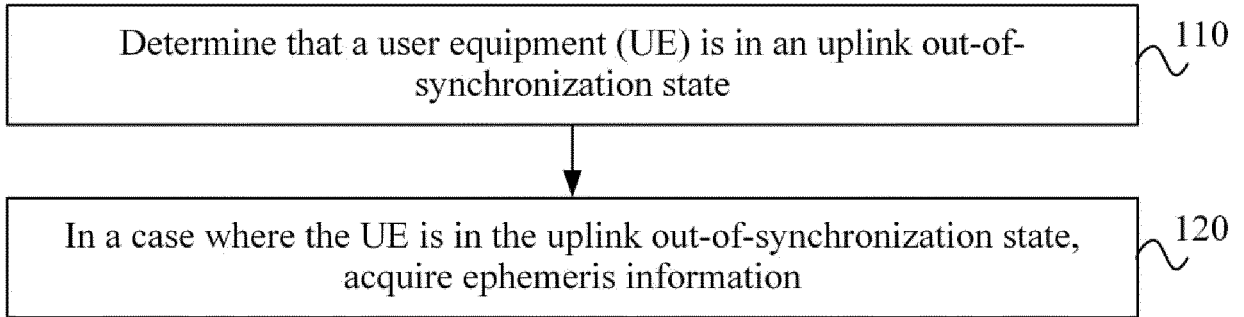 Determine that a user equipment (UE) is in an uplink out-of-
synchronization state
110
In a case where the UE is in the uplink out-of-synchronization state,
acquire ephemeris information
120